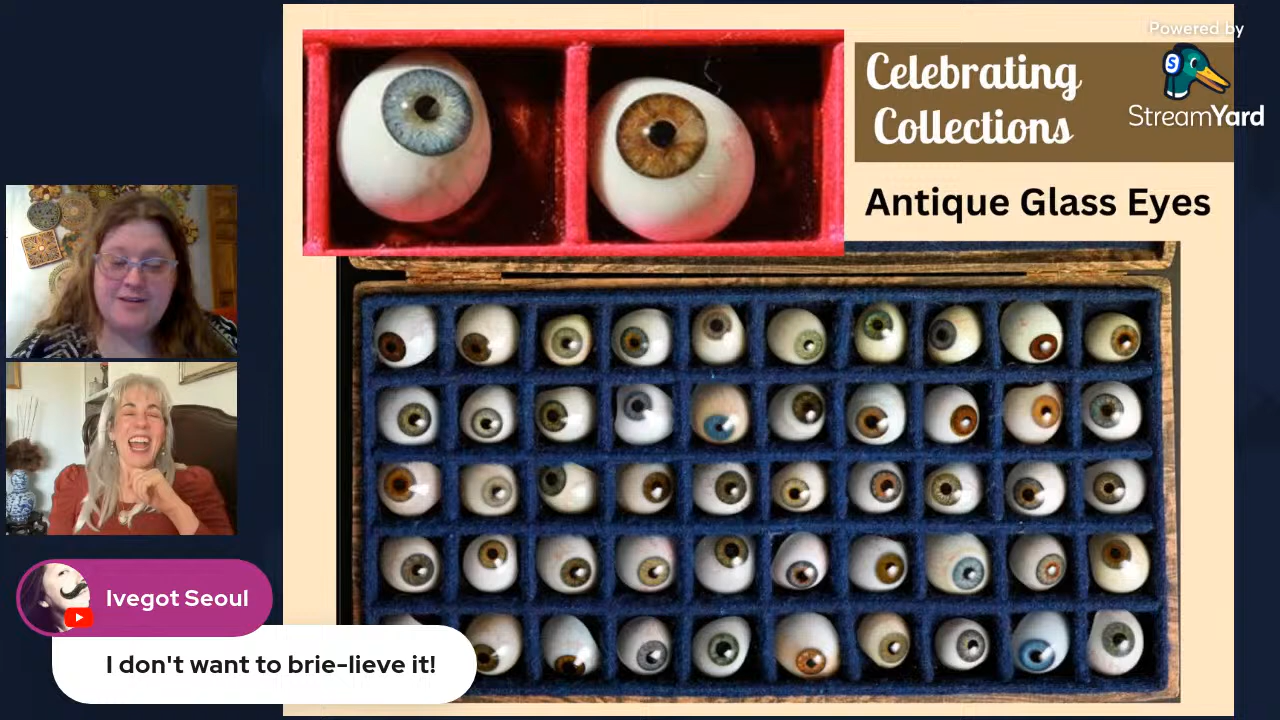 Powered by
StreamYard
Celebrating
Collections
Antique Glass Eyes
Ivegot Seoul
I don't want to brie-lieve it!